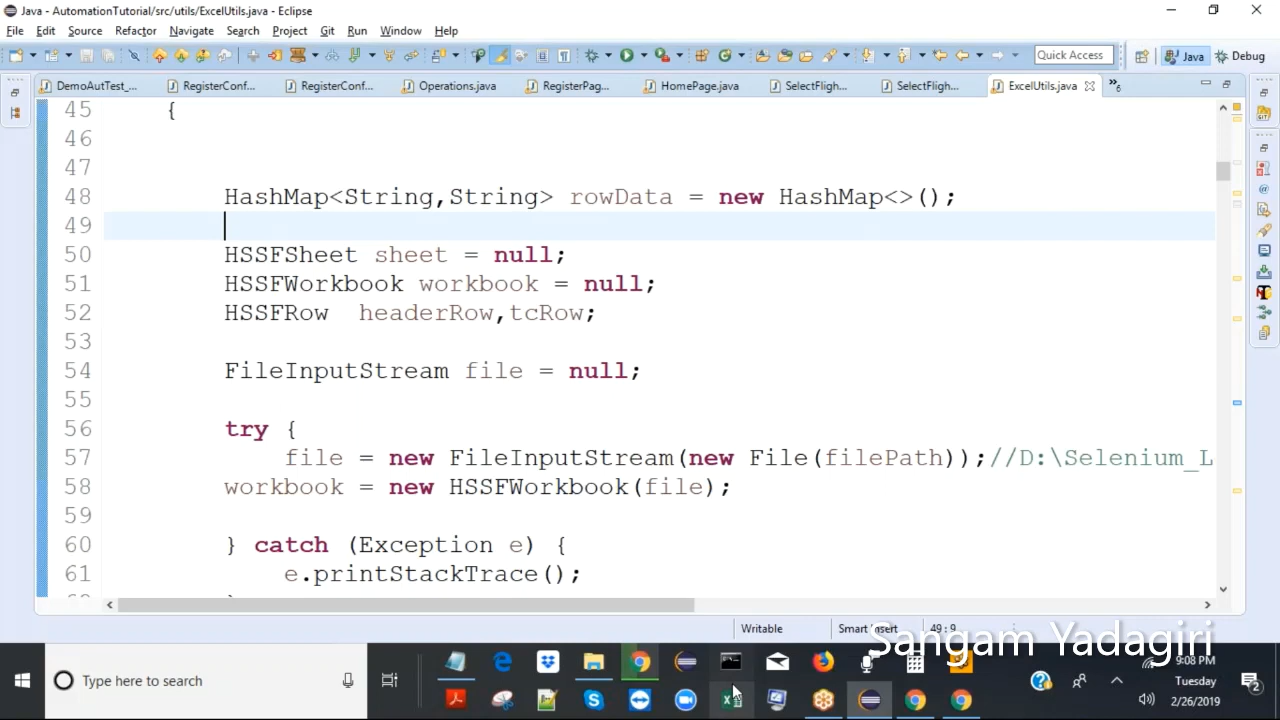 Java - AutomationTutorial/src/utils/ExcelUtils.java - Eclipse
File Edit Source Refactor Navigate Search Project Git Run Window Help
Quick Access Java Debug
DemoAutTest_... RegisterConf... RegisterConf... Operations.java RegisterPag... HomePage.java SelectFligh... SelectFligh... ExcelUtils.java »6
45 {
46
47
48 HashMap<String,String> rowData = new HashMap<>();
49
50 HSSFSheet sheet = null;
51 HSSFWorkbook workbook = null;
52 HSSFRow headerRow,tcRow;
53
54 FileInputStream file = null;
55
56 try {
57 file = new FileInputStream(new File(filePath));//D:\Selenium_L
58 workbook = new HSSFWorkbook(file);
59
60 } catch (Exception e) {
61 e.printStackTrace();
Writable Smart Insert 49 : 9
Sangam Yadagiri
Type here to search
9:08 PM
Tuesday
2/26/2019
2